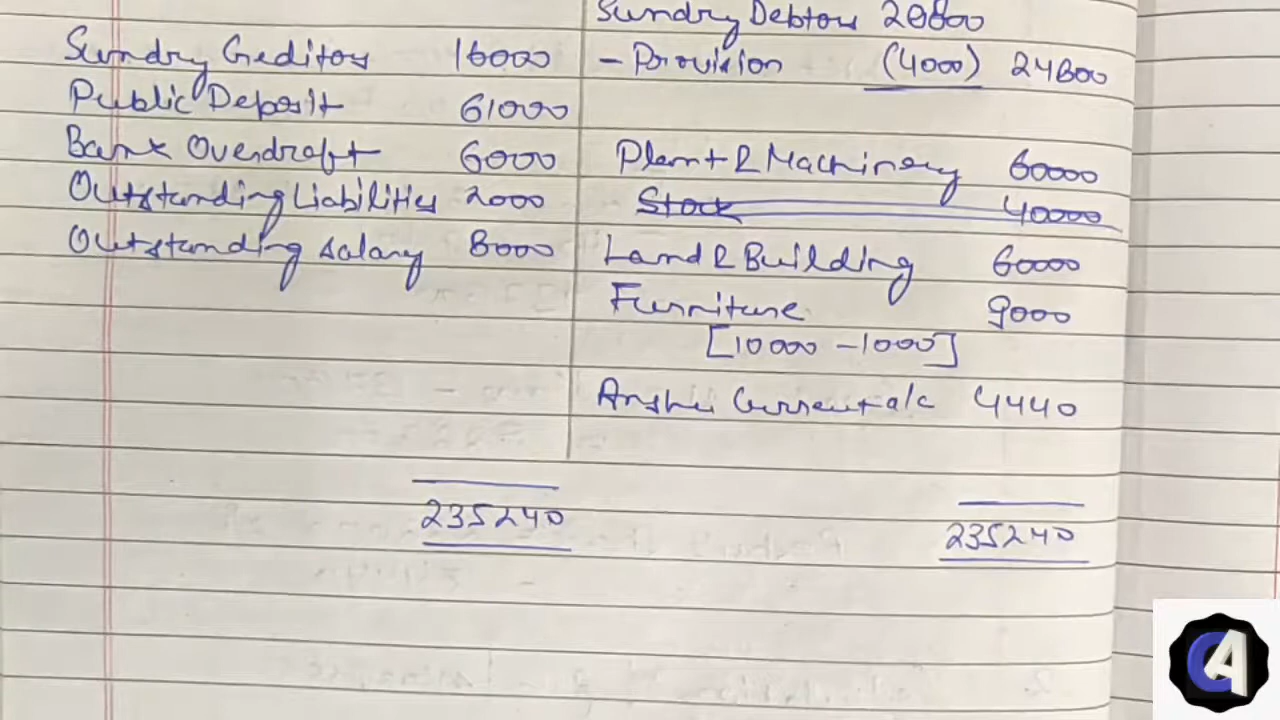 Sundry Debtors 28800
Sundry Creditors 16000 - Provision (4000) 24800
Public Deposit 61000
Bank Overdraft 6000 Plant & Machinery 60000
Outstanding Liabilities 2000 Stock 40000
Outstanding salary 8000 Land & Building 60000
Furniture 9000
[10000 - 1000]
Anshu Current a/c 4440
235240 235240
CA